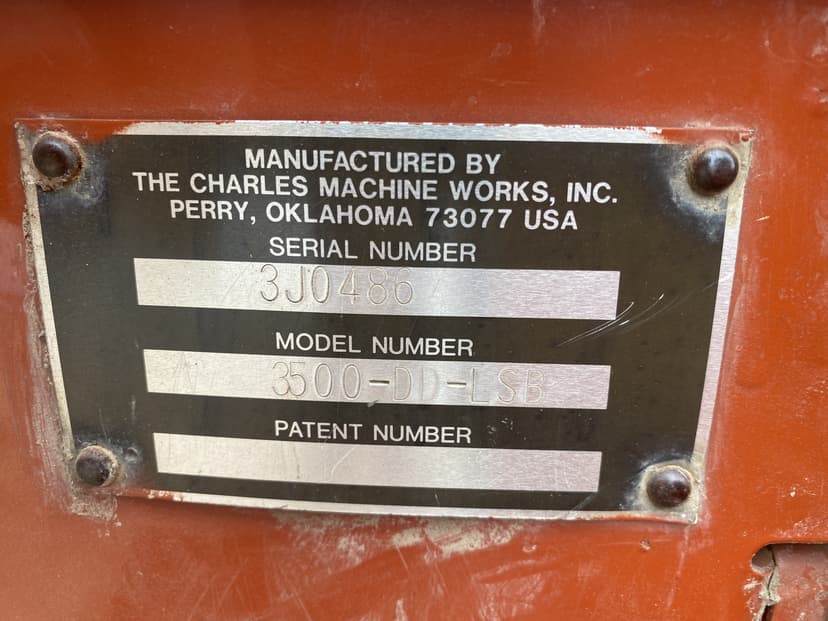 MANUFACTURED BY
THE CHARLES MACHINE WORKS, INC.
PERRY, OKLAHOMA 73077 USA
SERIAL NUMBER
3J0486
MODEL NUMBER
3500-DD-LSB
PATENT NUMBER